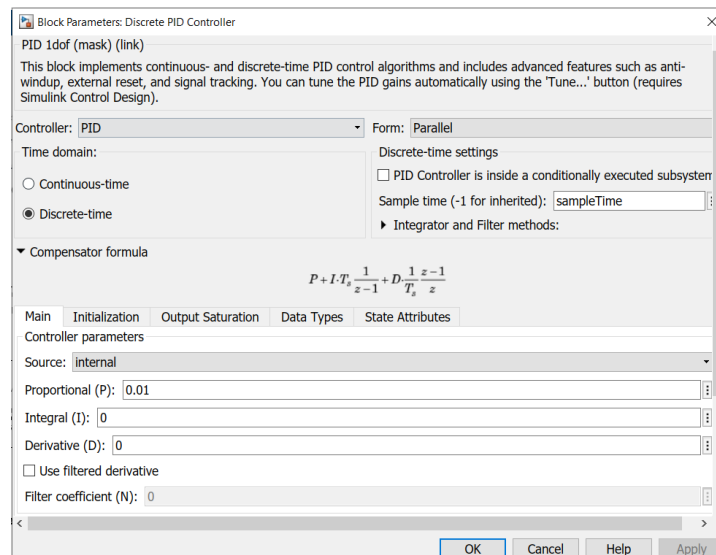 Block Parameters: Discrete PID Controller
PID 1dof (mask) (link)
This block implements continuous- and discrete-time PID control algorithms and includes advanced features such as anti-
windup, external reset, and signal tracking. You can tune the PID gains automatically using the 'Tune...' button (requires
Simulink Control Design).
Controller: PID Form: Parallel
Time domain: Discrete-time settings
Continuous-time PID Controller is inside a conditionally executed subsystem
Discrete-time Sample time (-1 for inherited): sampleTime
Integrator and Filter methods:
Compensator formula
P + I·T_s 1/(z−1) + D·1/T_s (z−1)/z
Main Initialization Output Saturation Data Types State Attributes
Controller parameters
Source: internal
Proportional (P): 0.01
Integral (I): 0
Derivative (D): 0
Use filtered derivative
Filter coefficient (N): 0
OK Cancel Help Apply